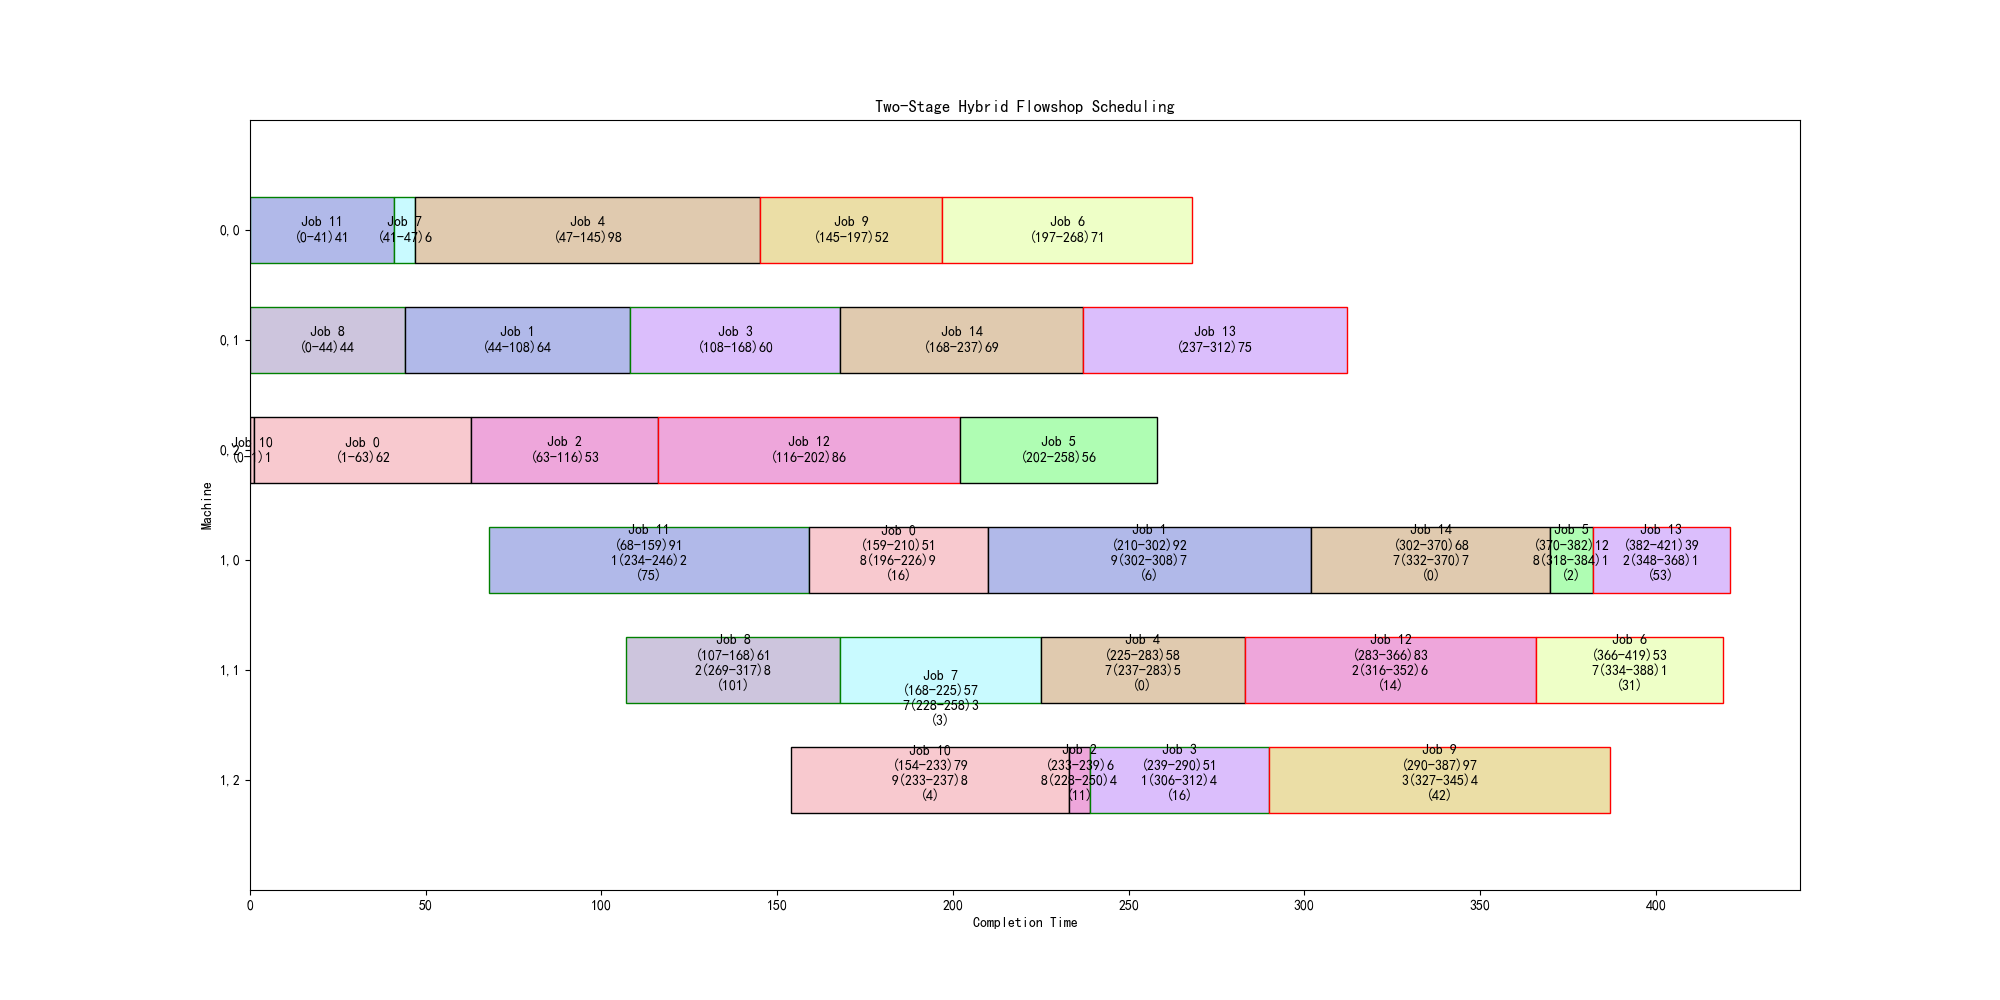 Two-Stage Hybrid Flowshop Scheduling
Machine
0,0
Job 11
(0-41)41
Job 7
(41-47)6
Job 4
(47-145)98
Job 9
(145-197)52
Job 6
(197-268)71
0,1
Job 8
(0-44)44
Job 1
(44-108)64
Job 3
(108-168)60
Job 14
(168-237)69
Job 13
(237-312)75
0,2
Job 10
(0-1)1
Job 0
(1-63)62
Job 2
(63-116)53
Job 12
(116-202)86
Job 5
(202-258)56
1,0
Job 11
(68-159)91
1(234-246)2
(75)
Job 0
(159-210)51
8(196-226)9
(16)
Job 1
(210-302)92
9(302-308)7
(6)
Job 14
(302-370)68
7(332-370)7
(0)
Job 5
(370-382)12
8(318-384)1
(2)
Job 13
(382-421)39
2(348-368)1
(53)
1,1
Job 8
(107-168)61
2(269-317)8
(101)
Job 7
(168-225)57
7(228-258)3
(3)
Job 4
(225-283)58
7(237-283)5
(0)
Job 12
(283-366)83
2(316-352)6
(14)
Job 6
(366-419)53
7(334-388)1
(31)
1,2
Job 10
(154-233)79
9(233-237)8
(4)
Job 2
(233-239)6
8(228-250)4
(11)
Job 3
(239-290)51
1(306-312)4
(16)
Job 9
(290-387)97
3(327-345)4
(42)
0 50 100 150 200 250 300 350 400
Completion Time